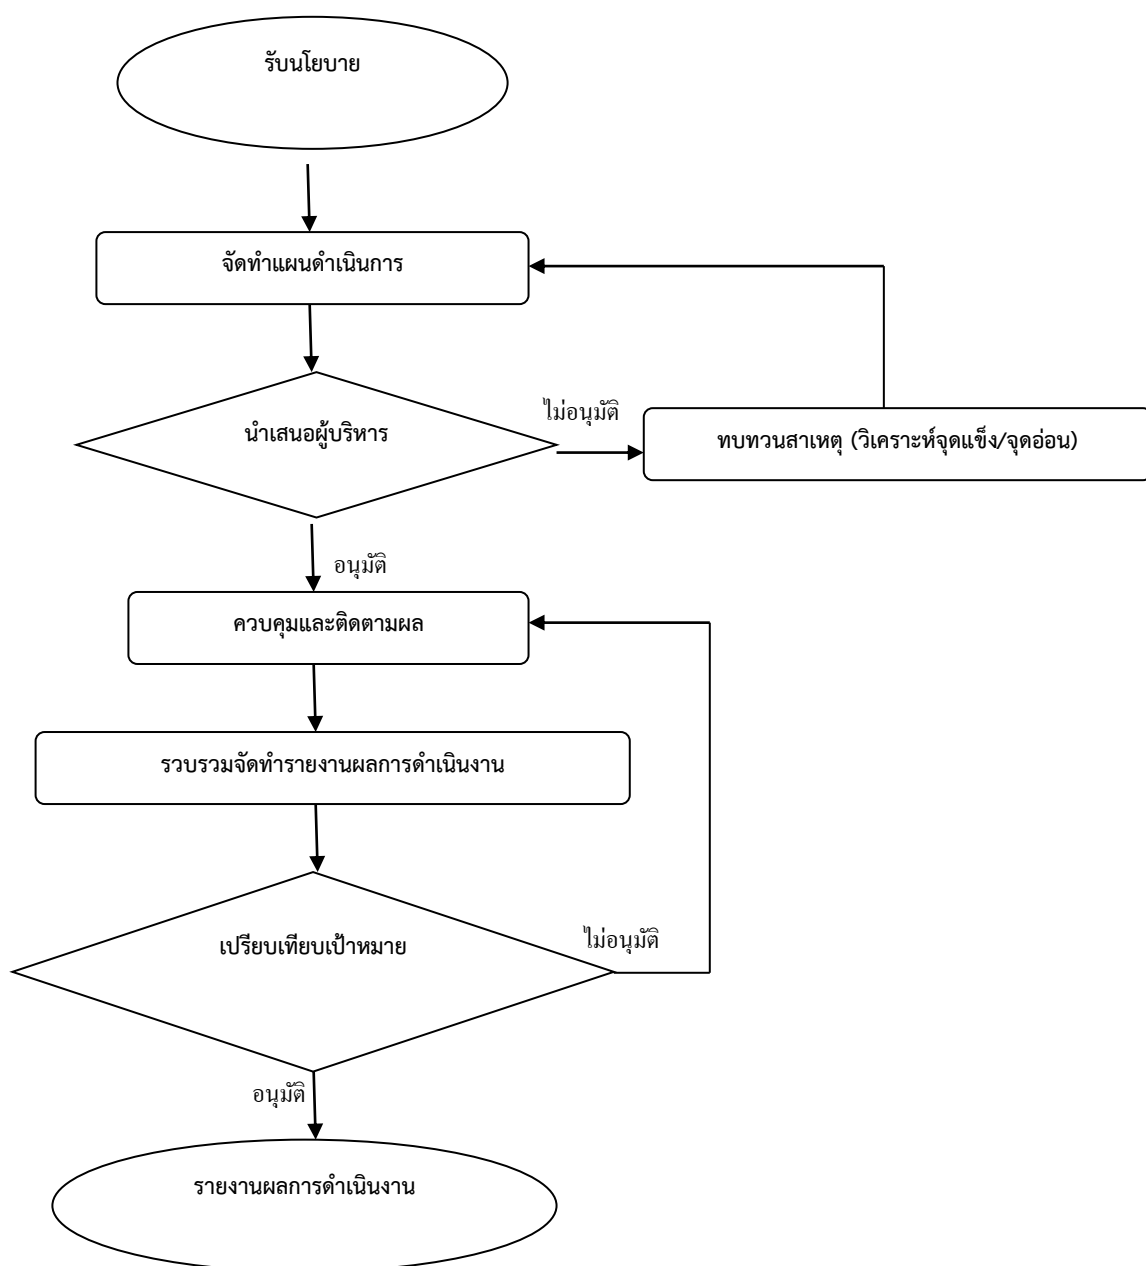 รับนโยบาย
จัดทำแผนดำเนินการ
นำเสนอผู้บริหาร
ไม่อนุมัติ
ทบทวนสาเหตุ (วิเคราะห์จุดแข็ง/จุดอ่อน)
อนุมัติ
ควบคุมและติดตามผล
รวบรวมจัดทำรายงานผลการดำเนินงาน
เปรียบเทียบเป้าหมาย
ไม่อนุมัติ
อนุมัติ
รายงานผลการดำเนินงาน